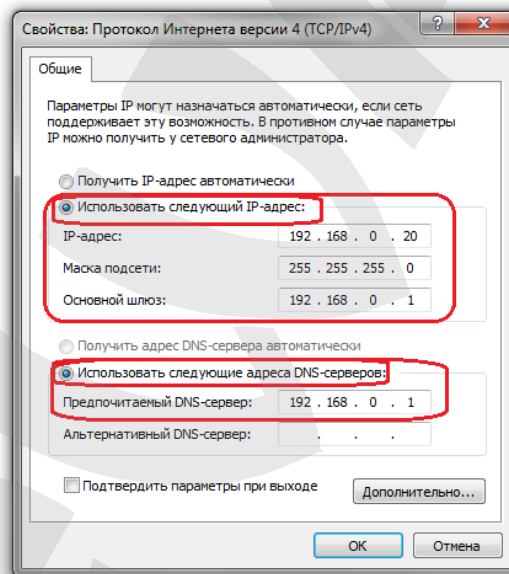 Свойства: Протокол Интернета версии 4 (TCP/IPv4)
?
X
Общие
Параметры IP могут назначаться автоматически, если сеть
поддерживает эту возможность. В противном случае параметры
IP можно получить у сетевого администратора.
Получить IP-адрес автоматически
Использовать следующий IP-адрес:
IP-адрес: 192 . 168 . 0 . 20
Маска подсети: 255 . 255 . 255 . 0
Основной шлюз: 192 . 168 . 0 . 1
Получить адрес DNS-сервера автоматически
Использовать следующие адреса DNS-серверов:
Предпочитаемый DNS-сервер: 192 . 168 . 0 . 1
Альтернативный DNS-сервер: . . .
Подтвердить параметры при выходе
Дополнительно...
OK Отмена